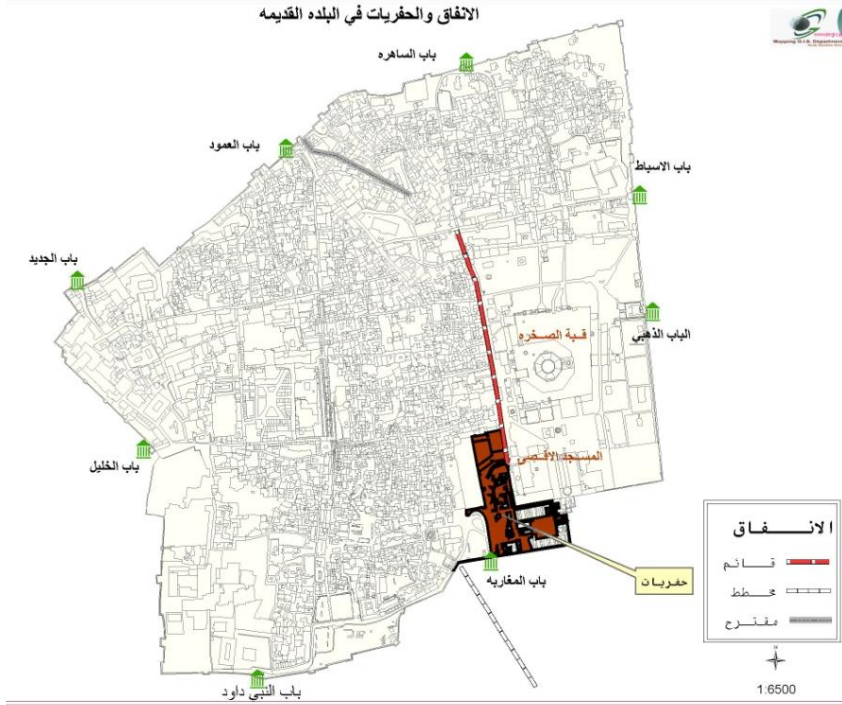 الانفاق والحفريات في البلده القديمه
باب الساهره
باب العمود
باب الاسباط
باب الجديد
الباب الذهبي
قبة الصخره
باب الخليل
المسجد الاقصى
الانفاق
قائم
مخطط
مقترح
حفريات
باب المغاربه
باب النبي داود
N
1:6500